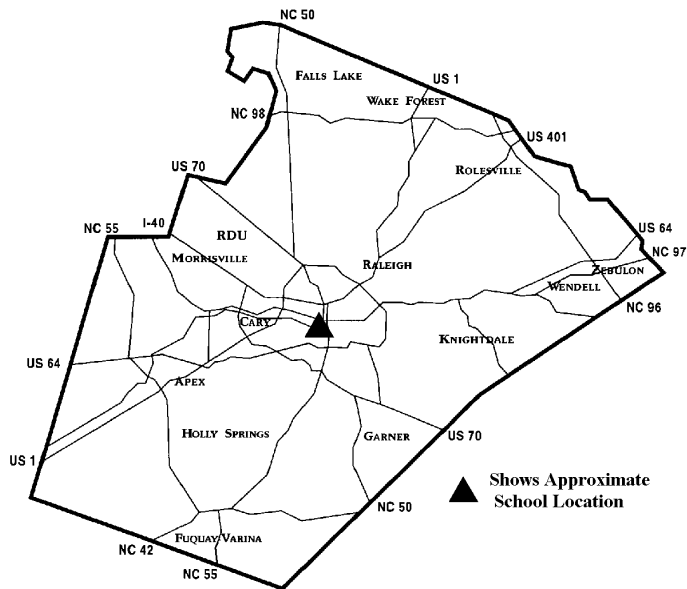 NC 50
FALLS LAKE
US 1
WAKE FOREST
NC 98
US 401
US 70
ROLESVILLE
NC 55
I-40
RDU
US 64
MORRISVILLE
RALEIGH
NC 97
ZEBULON
WENDELL
NC 96
CARY
KNIGHTDALE
US 64
APEX
HOLLY SPRINGS
GARNER
US 70
US 1
Shows Approximate
School Location
NC 50
NC 42
FUQUAY VARINA
NC 55